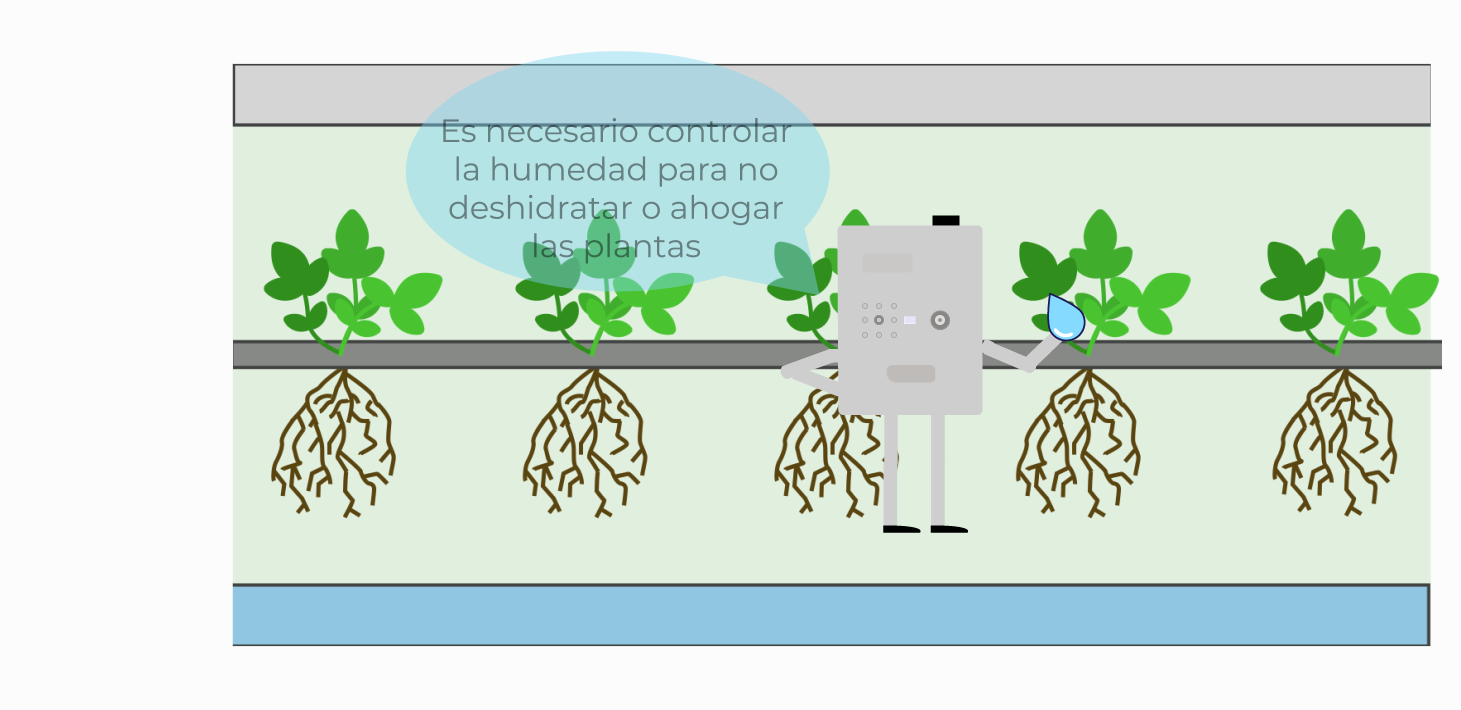 Es necesario controlar
la humedad para no
deshidratar o ahogar
las plantas